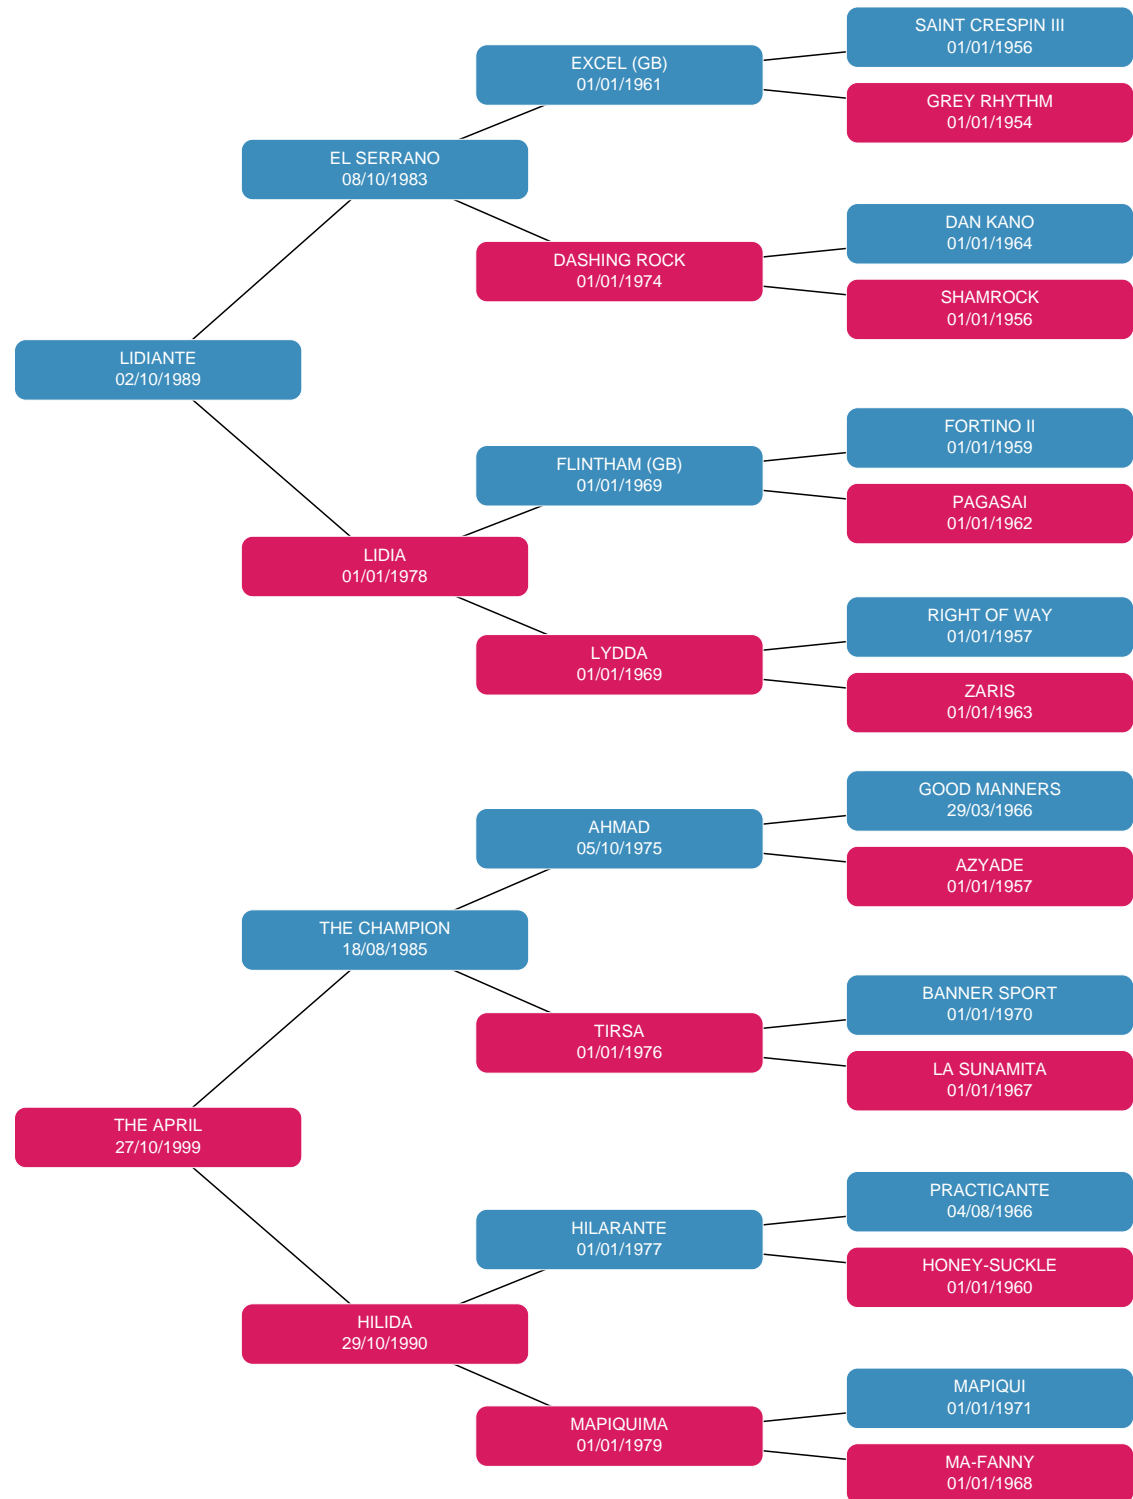 SAINT CRESPIN III
01/01/1956
EXCEL (GB)
01/01/1961
GREY RHYTHM
01/01/1954
EL SERRANO
08/10/1983
DAN KANO
01/01/1964
DASHING ROCK
01/01/1974
SHAMROCK
01/01/1956
LIDIANTE
02/10/1989
FORTINO II
01/01/1959
FLINTHAM (GB)
01/01/1969
PAGASAI
01/01/1962
LIDIA
01/01/1978
RIGHT OF WAY
01/01/1957
LYDDA
01/01/1969
ZARIS
01/01/1963
GOOD MANNERS
29/03/1966
AHMAD
05/10/1975
AZYADE
01/01/1957
THE CHAMPION
18/08/1985
BANNER SPORT
01/01/1970
TIRSA
01/01/1976
LA SUNAMITA
01/01/1967
THE APRIL
27/10/1999
PRACTICANTE
04/08/1966
HILARANTE
01/01/1977
HONEY-SUCKLE
01/01/1960
HILIDA
29/10/1990
MAPIQUI
01/01/1971
MAPIQUIMA
01/01/1979
MA-FANNY
01/01/1968